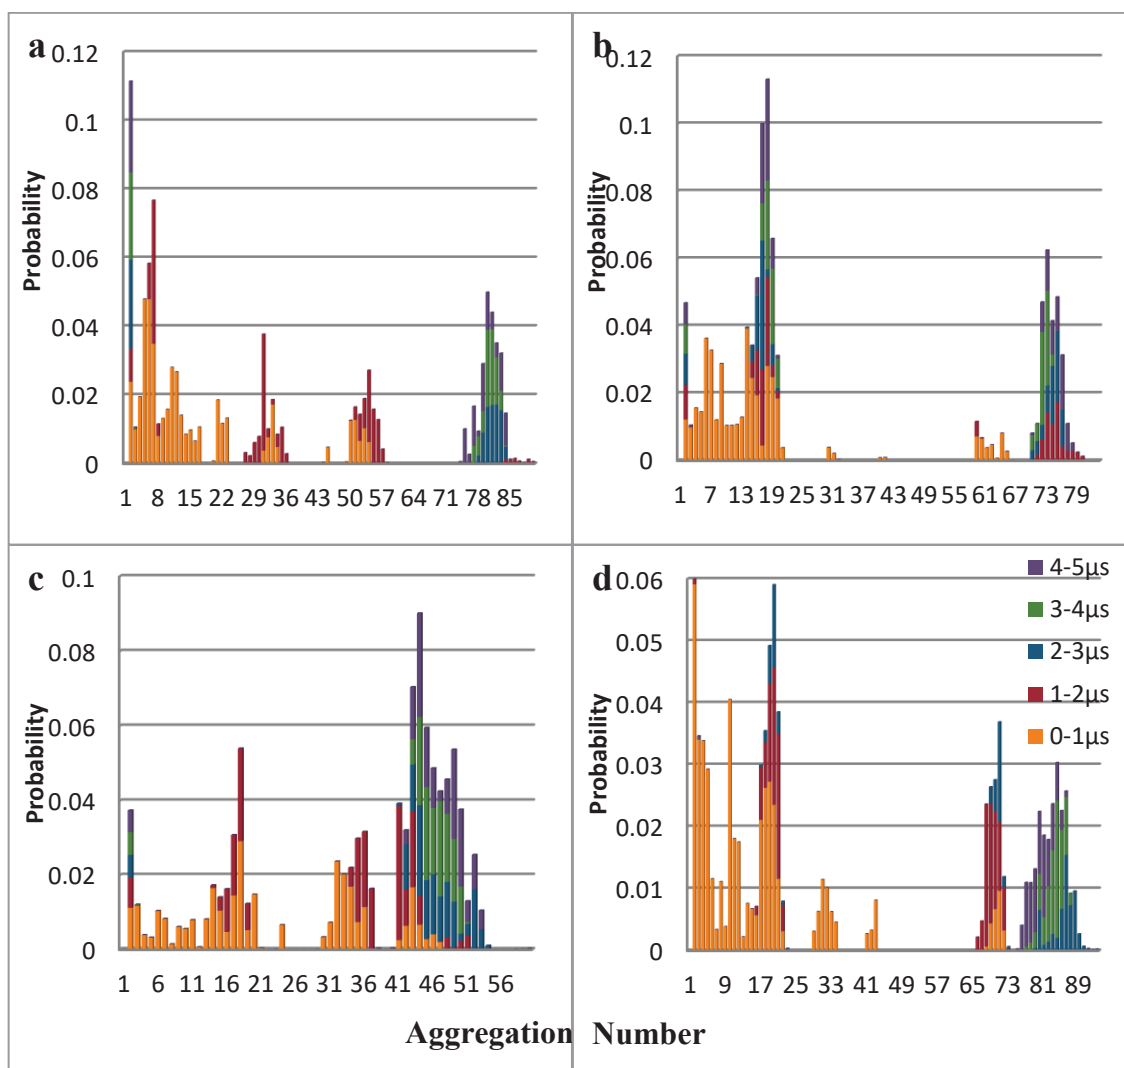 a
0.12
0.1
0.08
0.06
0.04
0.02
0
Probability
1 8 15 22 29 36 43 50 57 64 71 78 85
b
0.12
0.1
0.08
0.06
0.04
0.02
0
Probability
1 7 13 19 25 31 37 43 49 55 61 67 73 79
c
0.1
0.08
0.06
0.04
0.02
0
Probability
1 6 11 16 21 26 31 36 41 46 51 56
d
0.06
0.05
0.04
0.03
0.02
0.01
0
Probability
1 9 17 25 33 41 49 57 65 73 81 89
4-5µs
3-4µs
2-3µs
1-2µs
0-1µs
Aggregation Number